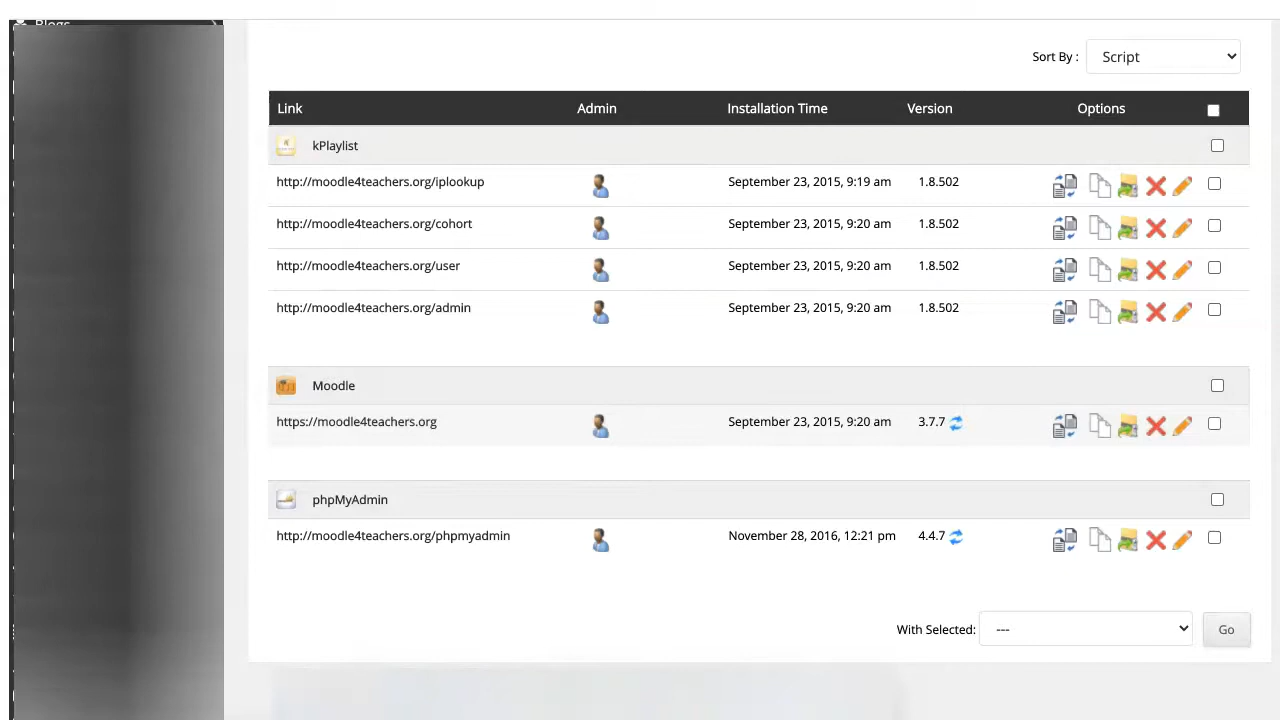 Blogs
Sort By : Script
Link Admin Installation Time Version Options
kPlaylist
http://moodle4teachers.org/iplookup September 23, 2015, 9:19 am 1.8.502
http://moodle4teachers.org/cohort September 23, 2015, 9:20 am 1.8.502
http://moodle4teachers.org/user September 23, 2015, 9:20 am 1.8.502
http://moodle4teachers.org/admin September 23, 2015, 9:20 am 1.8.502
Moodle
https://moodle4teachers.org September 23, 2015, 9:20 am 3.7.7
phpMyAdmin
http://moodle4teachers.org/phpmyadmin November 28, 2016, 12:21 pm 4.4.7
With Selected: --- Go